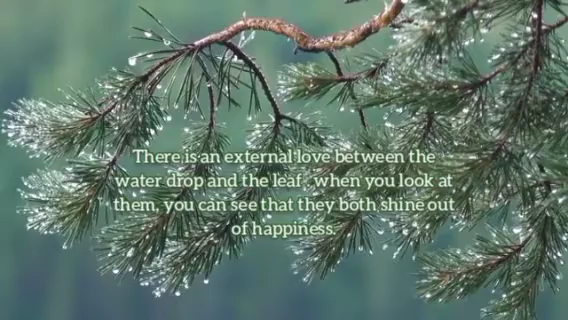 There is an external love between the
water drop and the leaf , when you look at
them, you can see that they both shine out
of happiness.